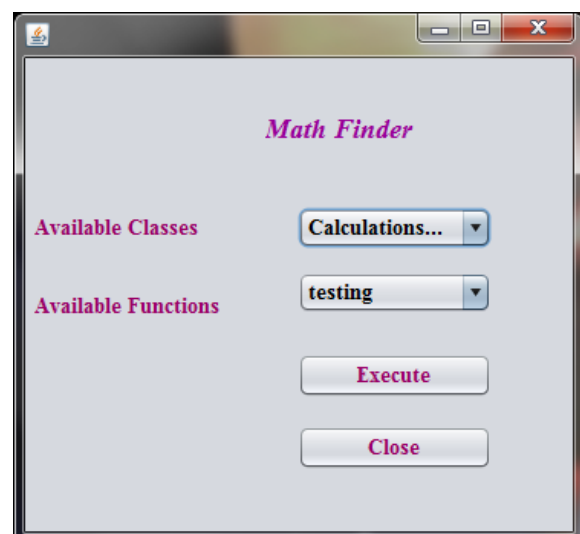 Math Finder
Available Classes
Calculations...
Available Functions
testing
Execute
Close